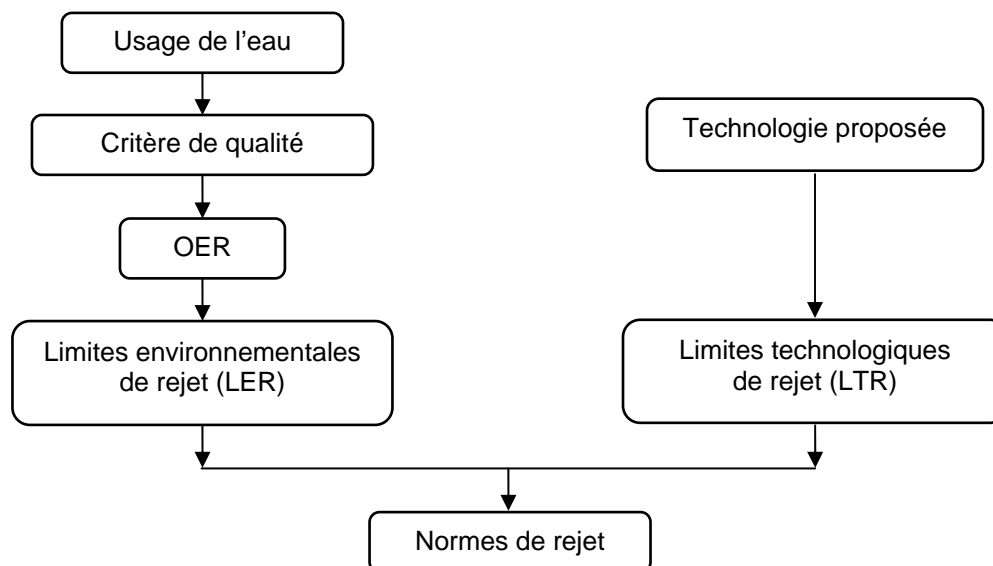 Usage de l’eau
Critère de qualité
OER
Limites environnementales
de rejet (LER)
Technologie proposée
Limites technologiques
de rejet (LTR)
Normes de rejet